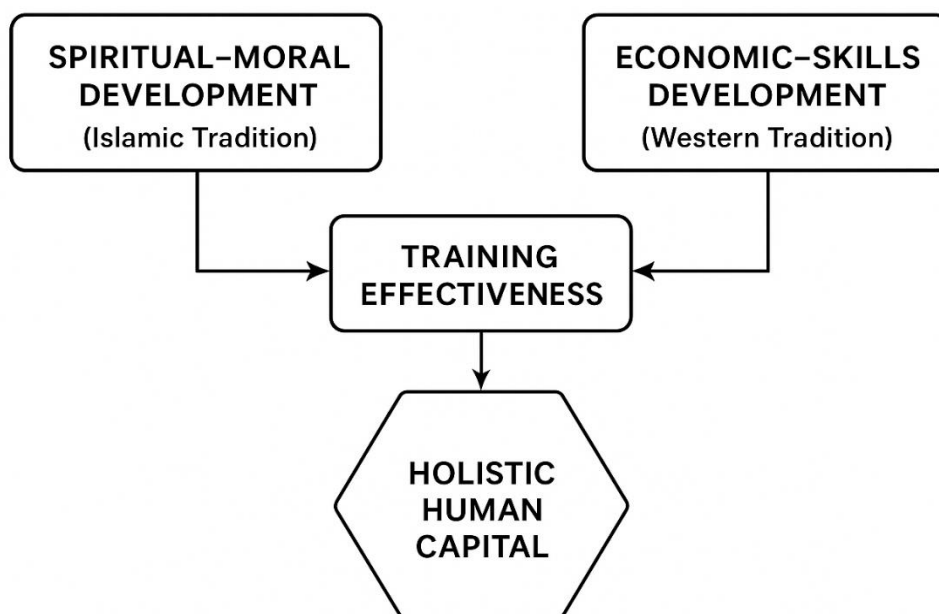 SPIRITUAL–MORAL
DEVELOPMENT
(Islamic Tradition)
ECONOMIC–SKILLS
DEVELOPMENT
(Western Tradition)
TRAINING
EFFECTIVENESS
HOLISTIC
HUMAN
CAPITAL